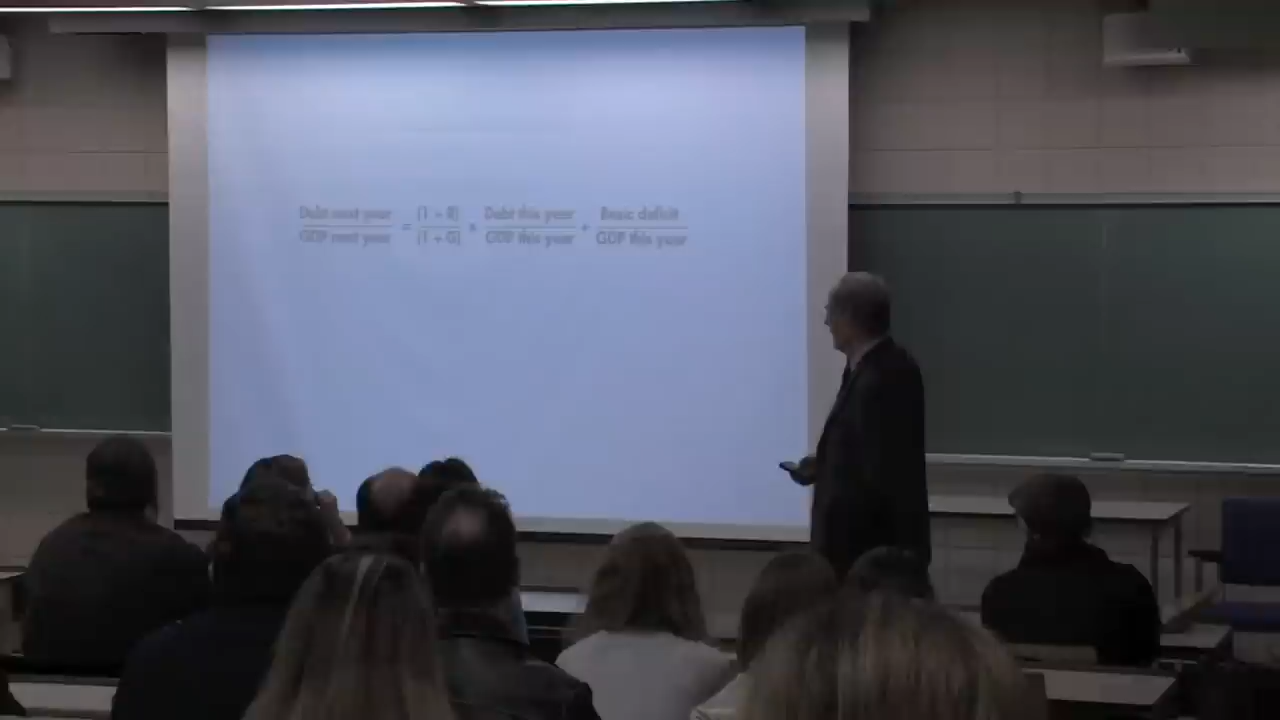 Debt next year = (1 + R) × Debt this year + Basic deficit
GDP next year (1 + G) GDP this year GDP this year